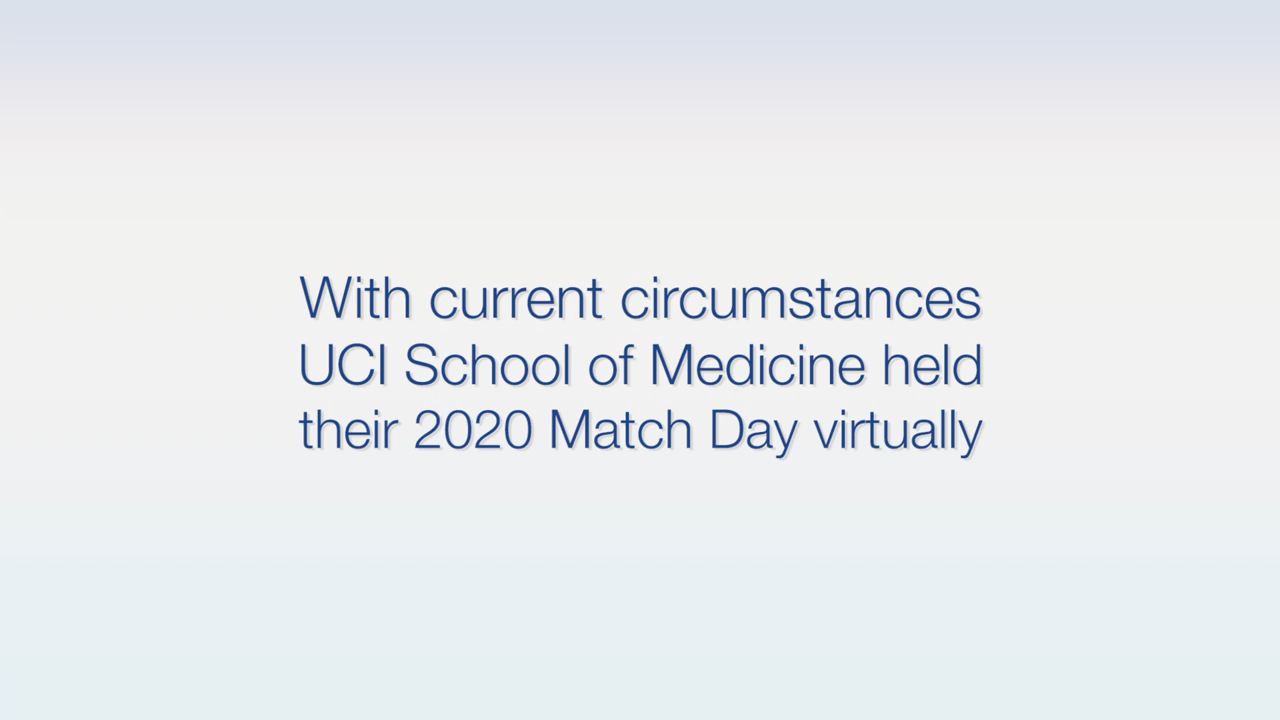 With current circumstances
UCI School of Medicine held
their 2020 Match Day virtually